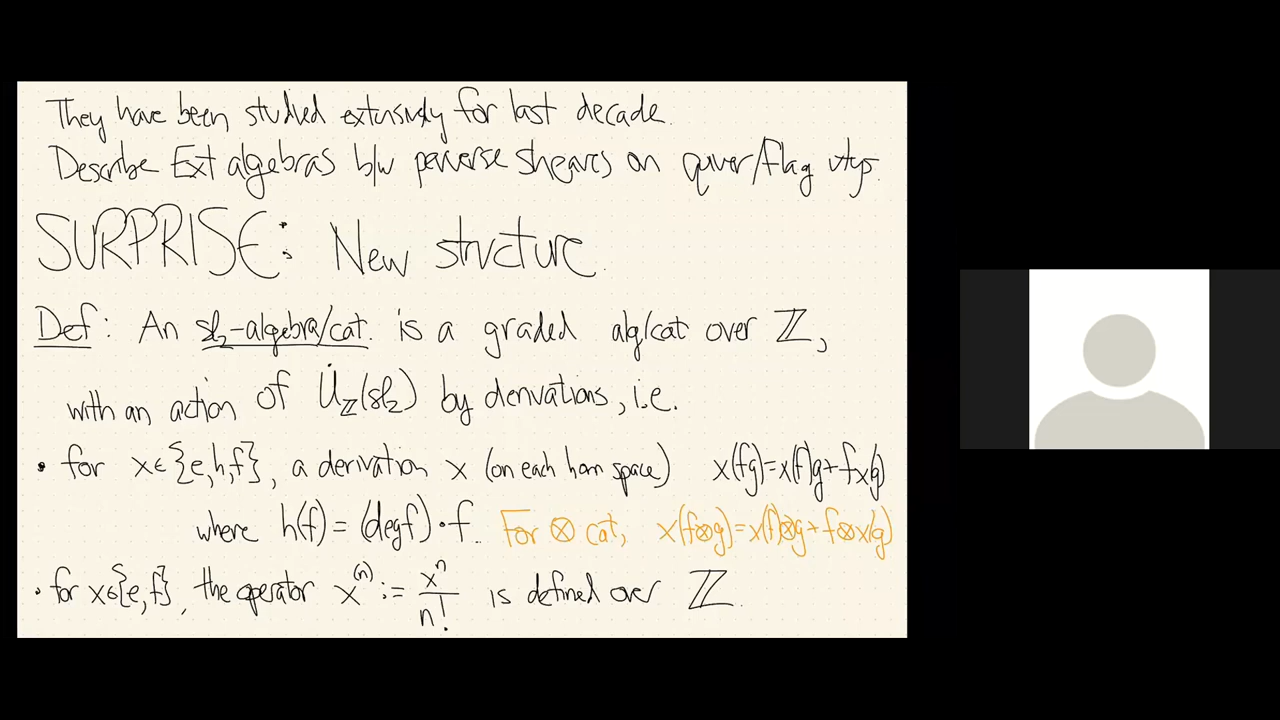 They have been studied extensively for last decade.
Describe Ext algebras b/w perverse sheaves on quiver/flag vtys.
SURPRISE: New structure.
Def: An sl₂-algebra/cat. is a graded alg/cat over ℤ,
with an action of U̇_ℤ(sl₂) by derivations, i.e.
• for x∈{e,h,f}, a derivation x (on each hom space) x(fg)=x(f)g+fx(g)
where h(f)=(deg f)·f. For ⊗ cat, x(f⊗g)=x(f)⊗g+f⊗x(g)
• for x∈{e,f}, the operator x⁽ⁿ⁾ := xⁿ/n! is defined over ℤ.